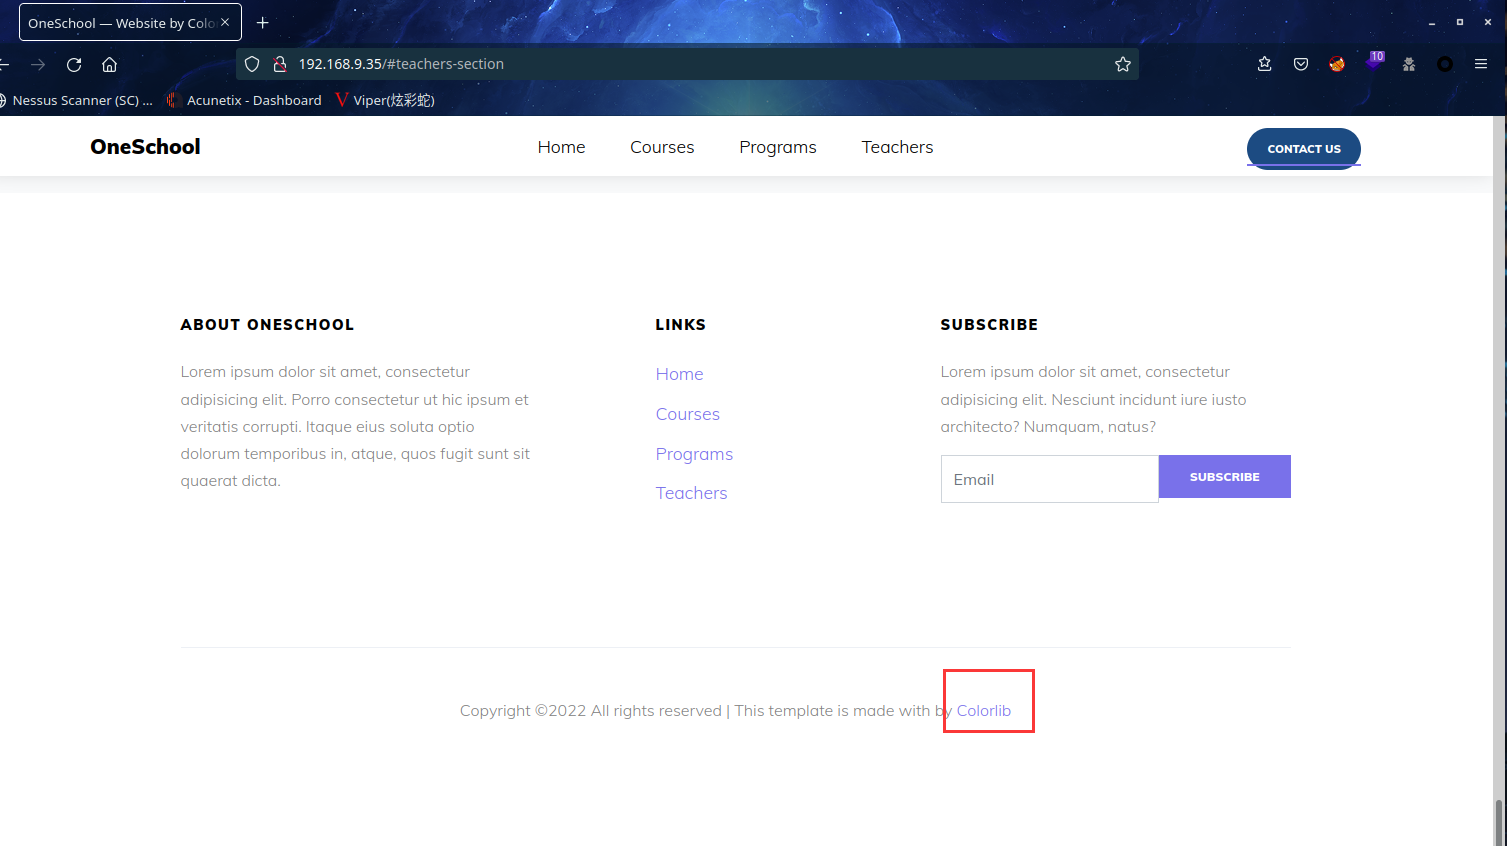 OneSchool — Website by Colo
192.168.9.35/#teachers-section
10
Nessus Scanner (SC) ...
Acunetix - Dashboard
Viper(炫彩蛇)
OneSchool
Home
Courses
Programs
Teachers
CONTACT US
ABOUT ONESCHOOL
Lorem ipsum dolor sit amet, consectetur
adipisicing elit. Porro consectetur ut hic ipsum et
veritatis corrupti. Itaque eius soluta optio
dolorum temporibus in, atque, quos fugit sunt sit
quaerat dicta.
LINKS
Home
Courses
Programs
Teachers
SUBSCRIBE
Lorem ipsum dolor sit amet, consectetur
adipisicing elit. Nesciunt incidunt iure iusto
architecto? Numquam, natus?
Email
SUBSCRIBE
Copyright ©2022 All rights reserved | This template is made with by Colorlib